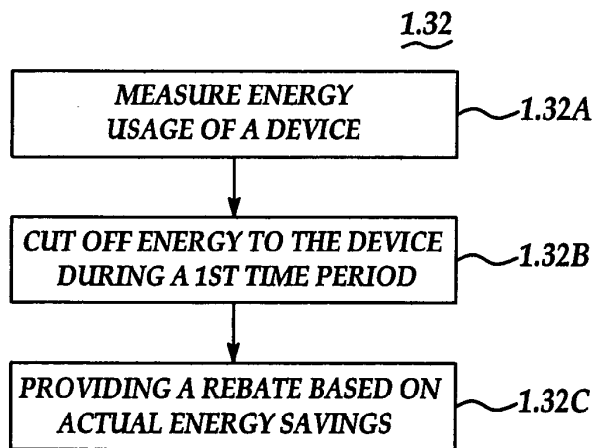 1.32
MEASURE ENERGY
USAGE OF A DEVICE
1.32A
CUT OFF ENERGY TO THE DEVICE
DURING A 1ST TIME PERIOD
1.32B
PROVIDING A REBATE BASED ON
ACTUAL ENERGY SAVINGS
1.32C